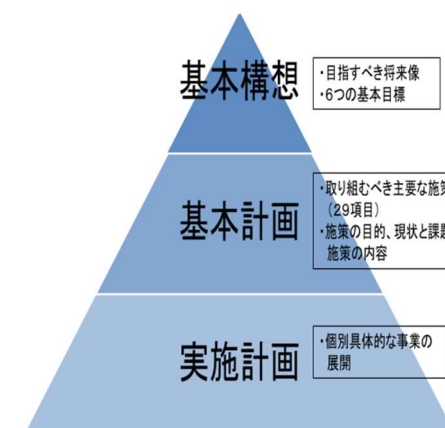 基本構想
・目指すべき将来像
・6つの基本目標
基本計画
・取り組むべき主要な施策
（29項目）
・施策の目的、現状と課題
施策の内容
実施計画
・個別具体的な事業の
展開